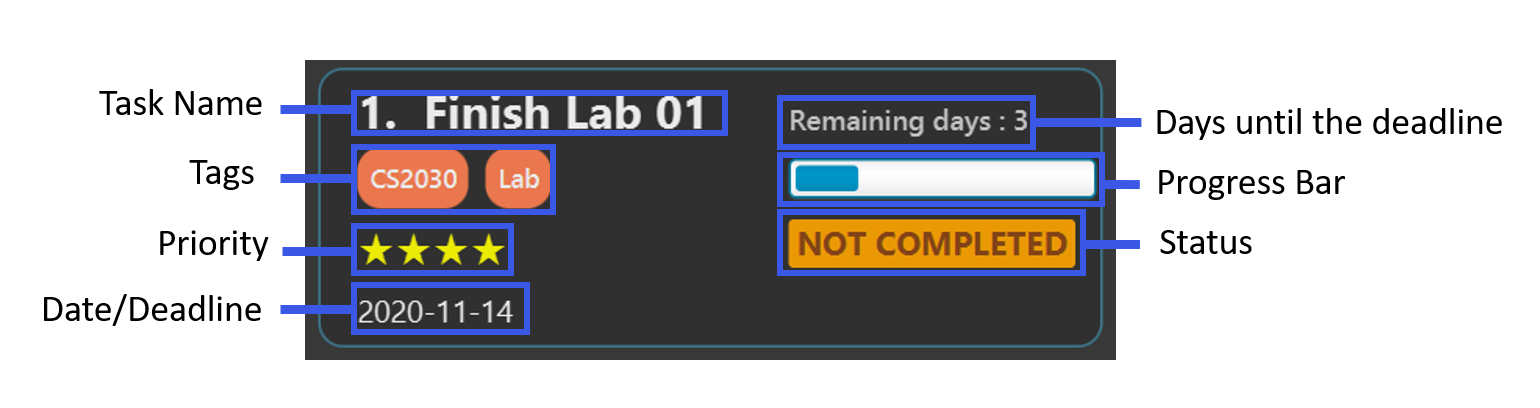 Task Name
1. Finish Lab 01
Remaining days : 3
Days until the deadline
Tags
CS2030 Lab
Progress Bar
Priority
NOT COMPLETED
Status
Date/Deadline
2020-11-14